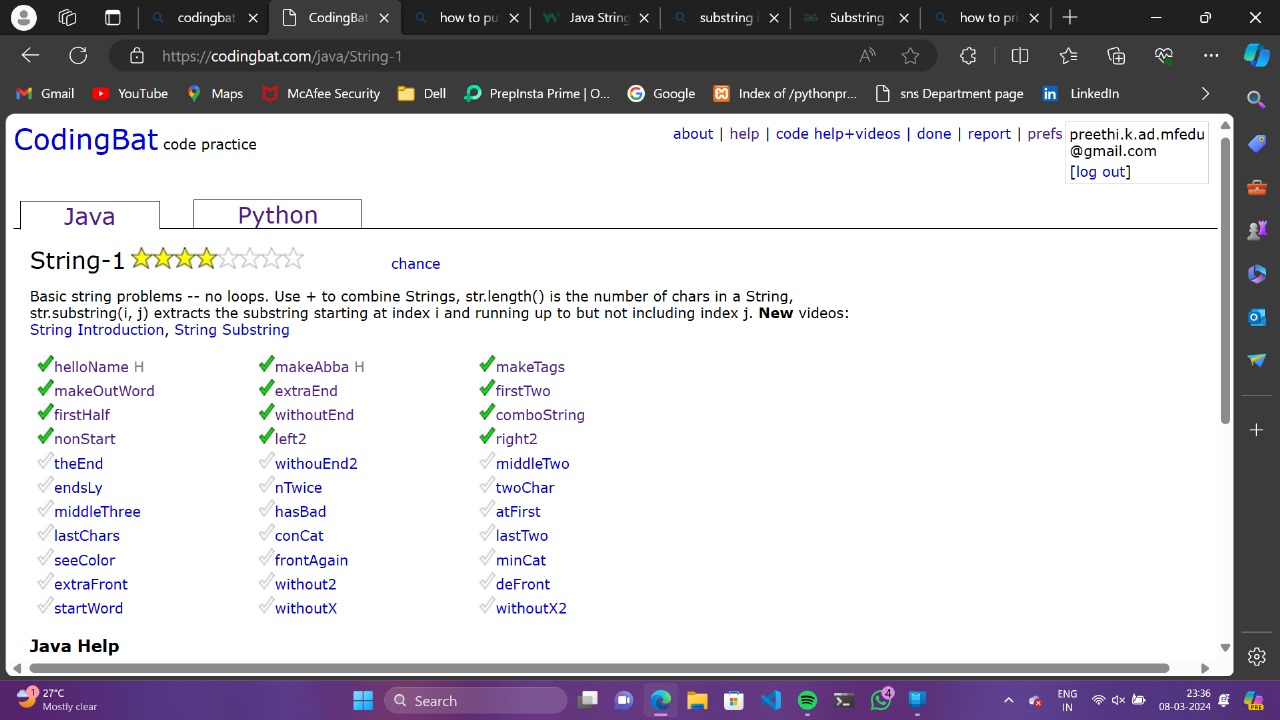 codingbat
CodingBat
how to pu
Java String
substring i
Substring
how to pri
https://codingbat.com/java/String-1
Gmail YouTube Maps McAfee Security Dell PrepInsta Prime | O... Google Index of /pythonpr... sns Department page LinkedIn
CodingBat code practice
about | help | code help+videos | done | report | prefs
preethi.k.ad.mfedu
@gmail.com
[log out]
Java Python
String-1 chance
Basic string problems -- no loops. Use + to combine Strings, str.length() is the number of chars in a String,
str.substring(i, j) extracts the substring starting at index i and running up to but not including index j. New videos:
String Introduction, String Substring
helloName H makeAbba H makeTags
makeOutWord extraEnd firstTwo
firstHalf withoutEnd comboString
nonStart left2 right2
theEnd withouEnd2 middleTwo
endsLy nTwice twoChar
middleThree hasBad atFirst
lastChars conCat lastTwo
seeColor frontAgain minCat
extraFront without2 deFront
startWord withoutX withoutX2
Java Help
1
27°C
Mostly clear
Search
4
ENG
IN
23:36
08-03-2024
PRE